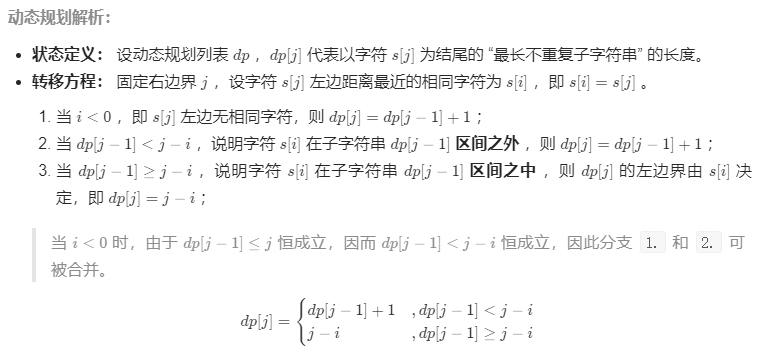 动态规划解析：
• 状态定义： 设动态规划列表 dp ，dp[j] 代表以字符 s[j] 为结尾的 “最长不重复子字符串” 的长度。
• 转移方程： 固定右边界 j ，设字符 s[j] 左边距离最近的相同字符为 s[i] ，即 s[i] = s[j] 。
1. 当 i < 0 ，即 s[j] 左边无相同字符，则 dp[j] = dp[j − 1] + 1 ；
2. 当 dp[j − 1] < j − i ，说明字符 s[i] 在子字符串 dp[j − 1] 区间之外 ，则 dp[j] = dp[j − 1] + 1 ；
3. 当 dp[j − 1] ≥ j − i ，说明字符 s[i] 在子字符串 dp[j − 1] 区间之中 ，则 dp[j] 的左边界由 s[i] 决
定，即 dp[j] = j − i ；
当 i < 0 时，由于 dp[j − 1] ≤ j 恒成立，因而 dp[j − 1] < j − i 恒成立，因此分支 1. 和 2. 可
被合并。
dp[j] = { dp[j − 1] + 1 , dp[j − 1] < j − i
j − i , dp[j − 1] ≥ j − i